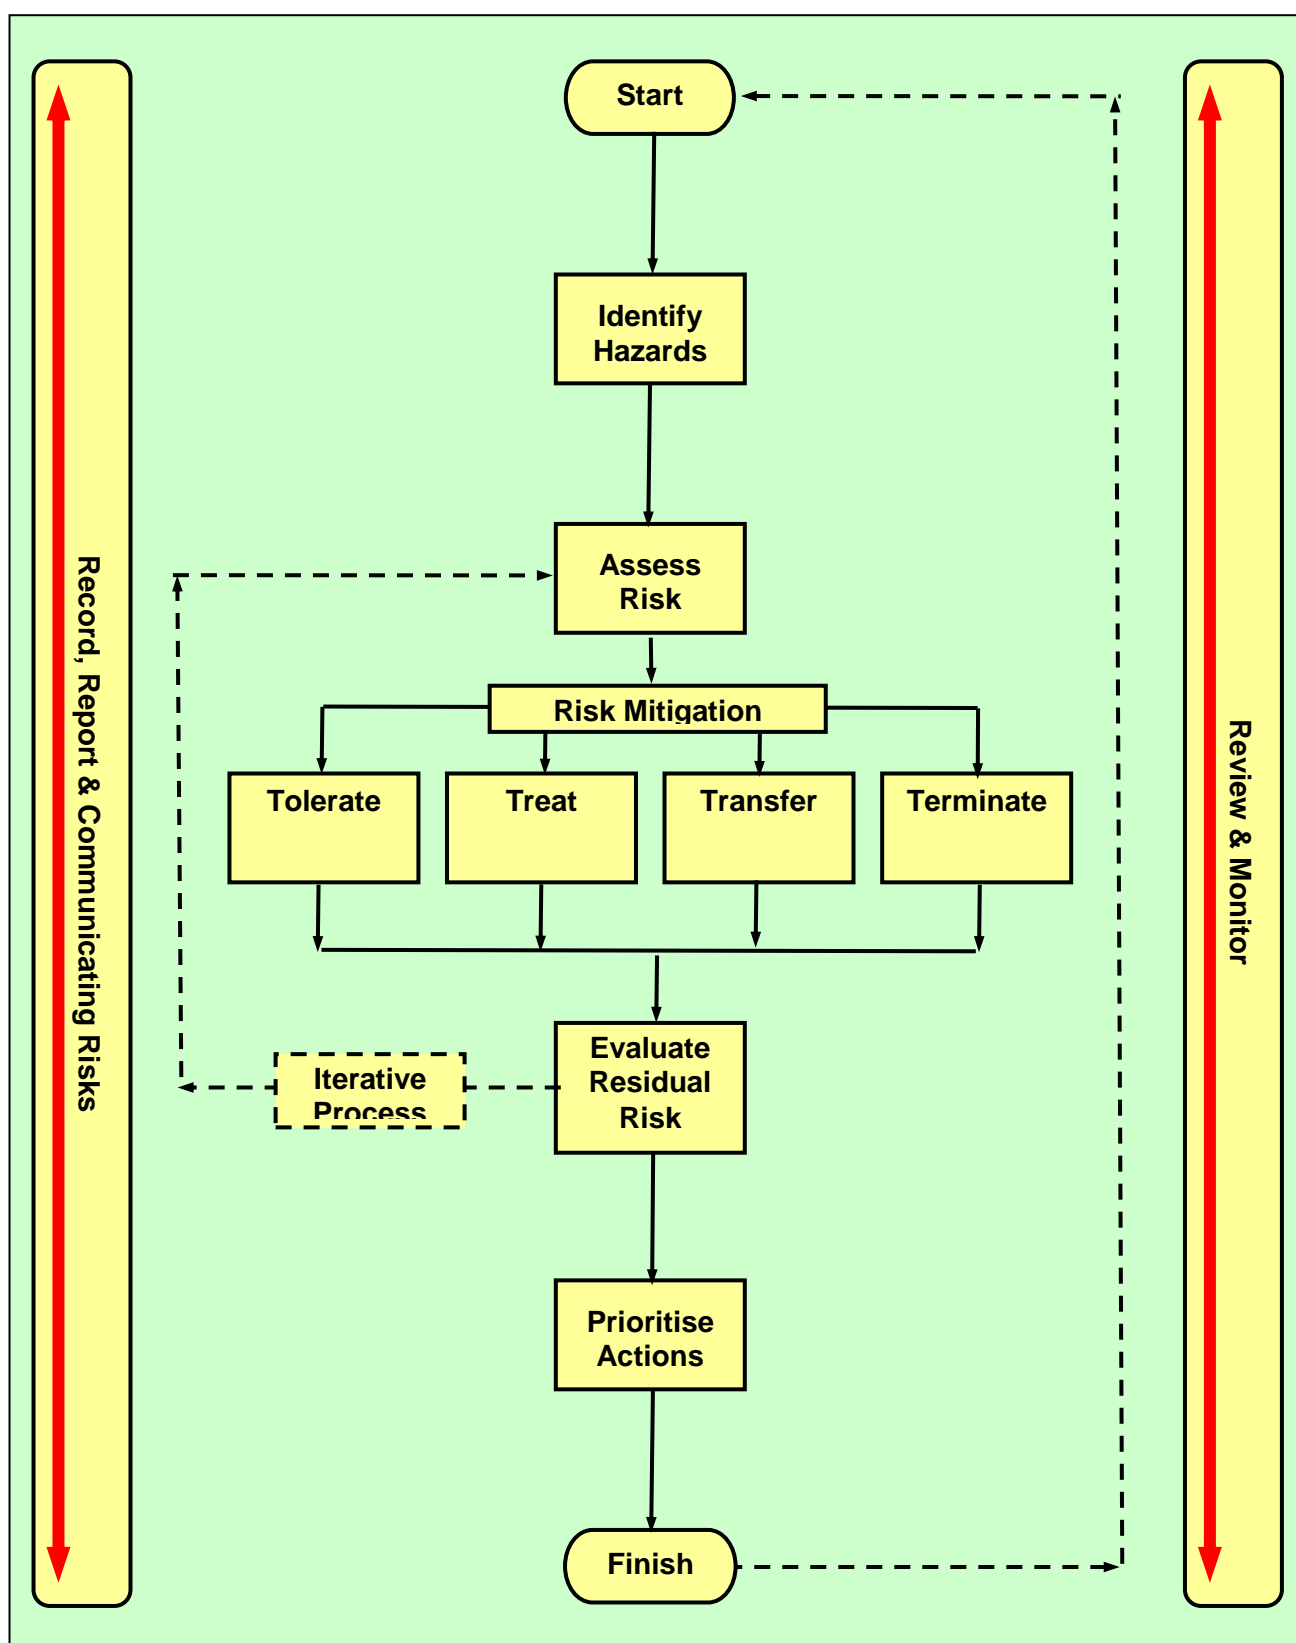 Start
Identify
Hazards
Assess
Risk
Risk Mitigation
Tolerate
Treat
Transfer
Terminate
Evaluate
Residual
Risk
Iterative
Process
Prioritise
Actions
Finish
Record, Report & Communicating Risks
Review & Monitor